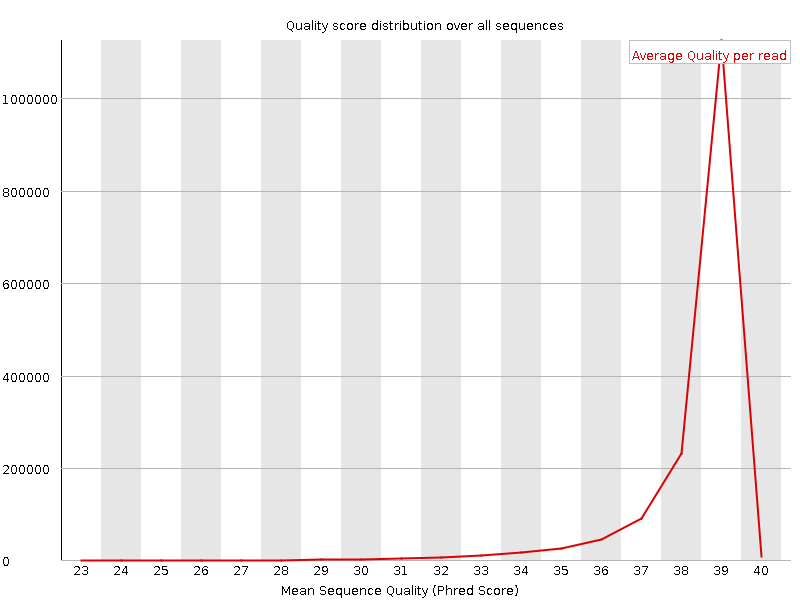 Quality score distribution over all sequences
Average Quality per read
1000000
800000
600000
400000
200000
0
23 24 25 26 27 28 29 30 31 32 33 34 35 36 37 38 39 40
Mean Sequence Quality (Phred Score)